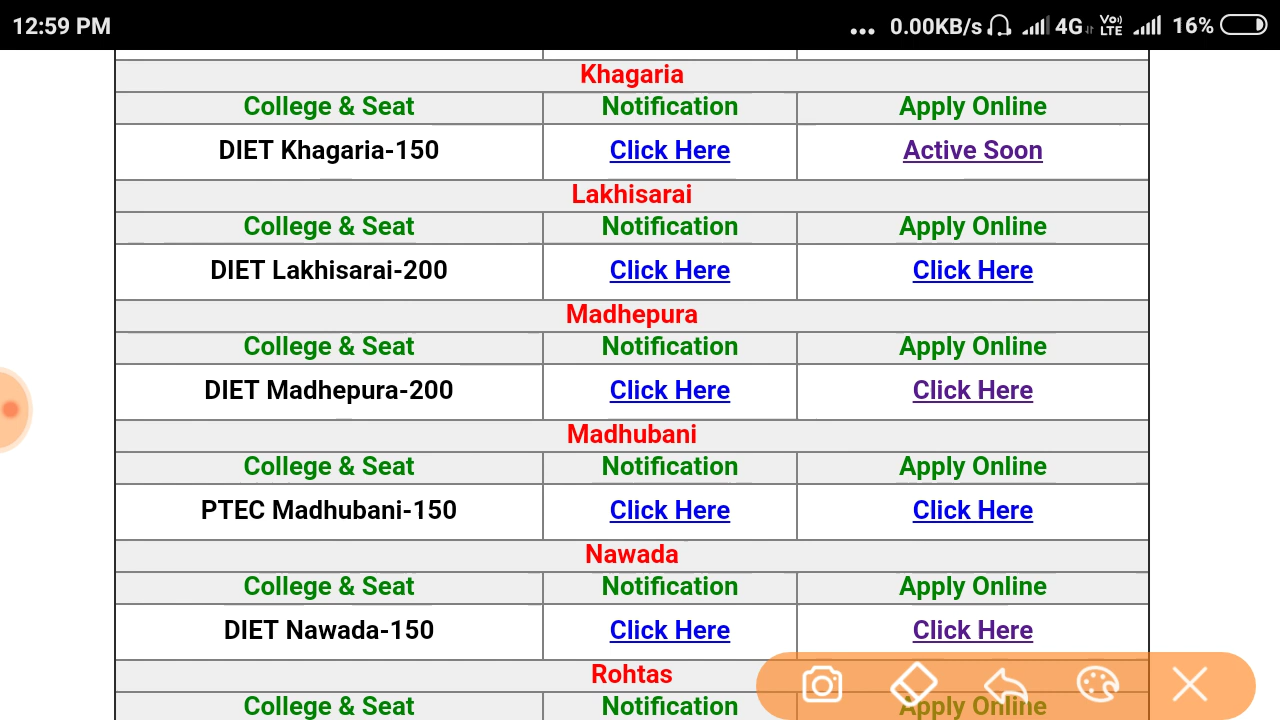 12:59 PM ... 0.00KB/s 4G Vo) LTE 16%
Khagaria
College & Seat Notification Apply Online
DIET Khagaria-150 Click Here Active Soon
Lakhisarai
College & Seat Notification Apply Online
DIET Lakhisarai-200 Click Here Click Here
Madhepura
College & Seat Notification Apply Online
DIET Madhepura-200 Click Here Click Here
Madhubani
College & Seat Notification Apply Online
PTEC Madhubani-150 Click Here Click Here
Nawada
College & Seat Notification Apply Online
DIET Nawada-150 Click Here Click Here
Rohtas
College & Seat Notification Apply Online